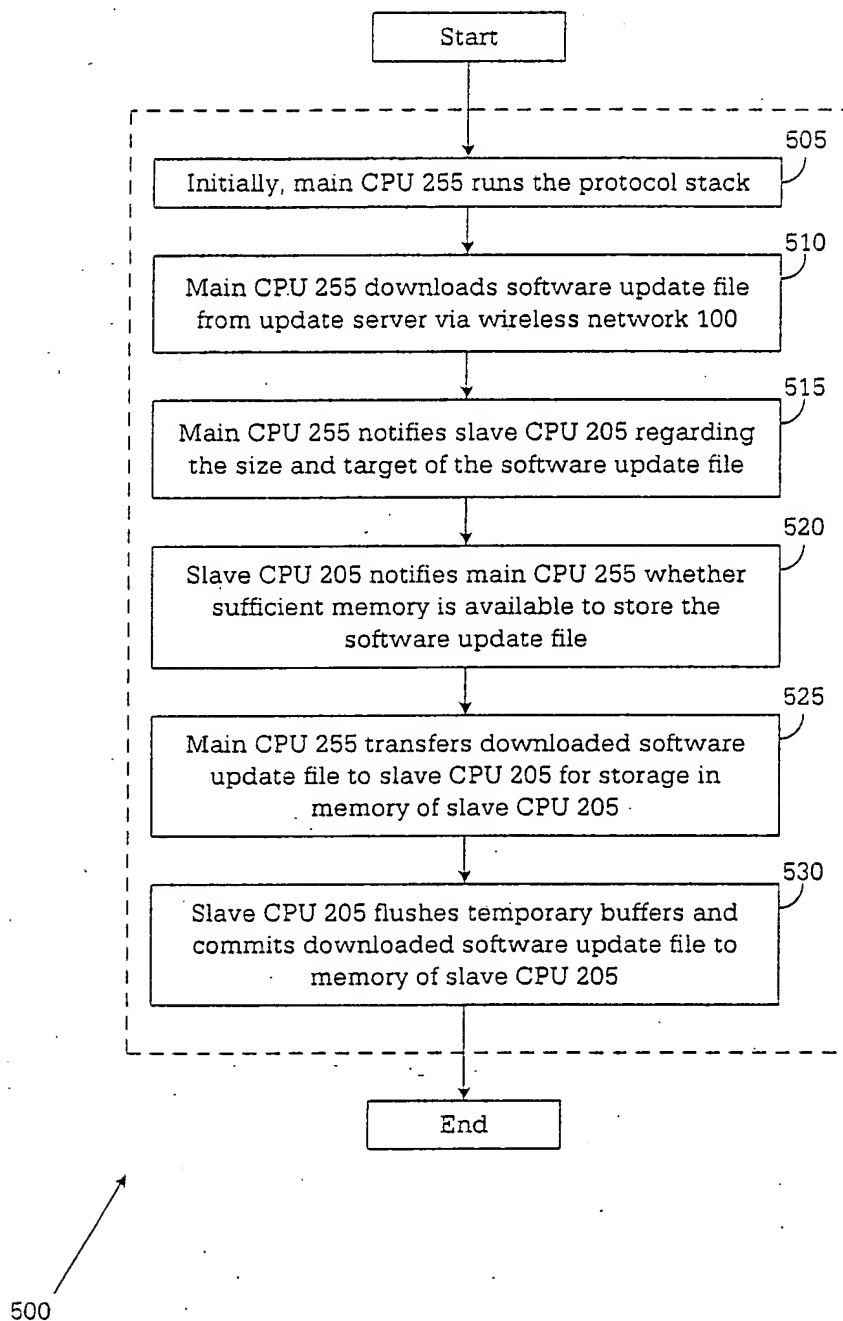 Start
505
Initially, main CPU 255 runs the protocol stack
510
Main CPU 255 downloads software update file
from update server via wireless network 100
515
Main CPU 255 notifies slave CPU 205 regarding
the size and target of the software update file
520
Slave CPU 205 notifies main CPU 255 whether
sufficient memory is available to store the
software update file
525
Main CPU 255 transfers downloaded software
update file to slave CPU 205 for storage in
memory of slave CPU 205
530
Slave CPU 205 flushes temporary buffers and
commits downloaded software update file to
memory of slave CPU 205
End
500